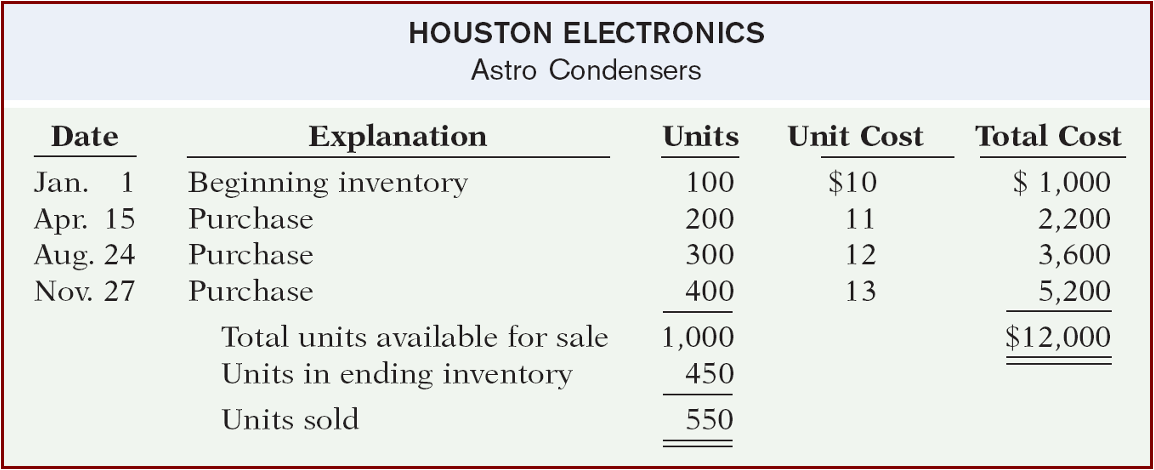 HOUSTON ELECTRONICS
Astro Condensers
Date Explanation Units Unit Cost Total Cost
Jan. 1 Beginning inventory 100 $10 $ 1,000
Apr. 15 Purchase 200 11 2,200
Aug. 24 Purchase 300 12 3,600
Nov. 27 Purchase 400 13 5,200
Total units available for sale 1,000 $12,000
Units in ending inventory 450
Units sold 550